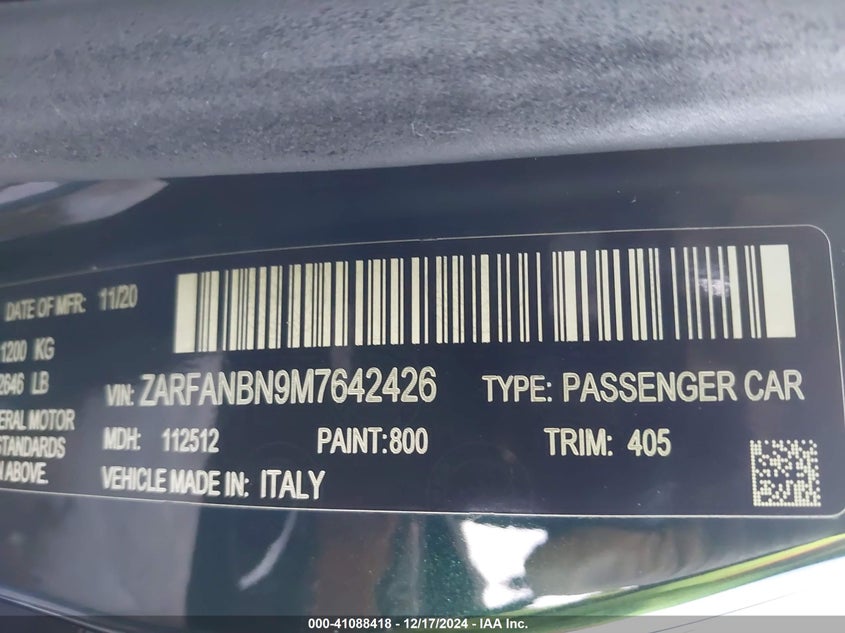 DATE OF MFR: 11/20
1200 KG
2646 LB
VIN: ZARFANBN9M7642426 TYPE: PASSENGER CAR
MOTOR
MDH: 112512 PAINT: 800 TRIM: 405
STANDARDS
ABOVE.
VEHICLE MADE IN: ITALY
000-41088418 - 12/17/2024 - IAA Inc.